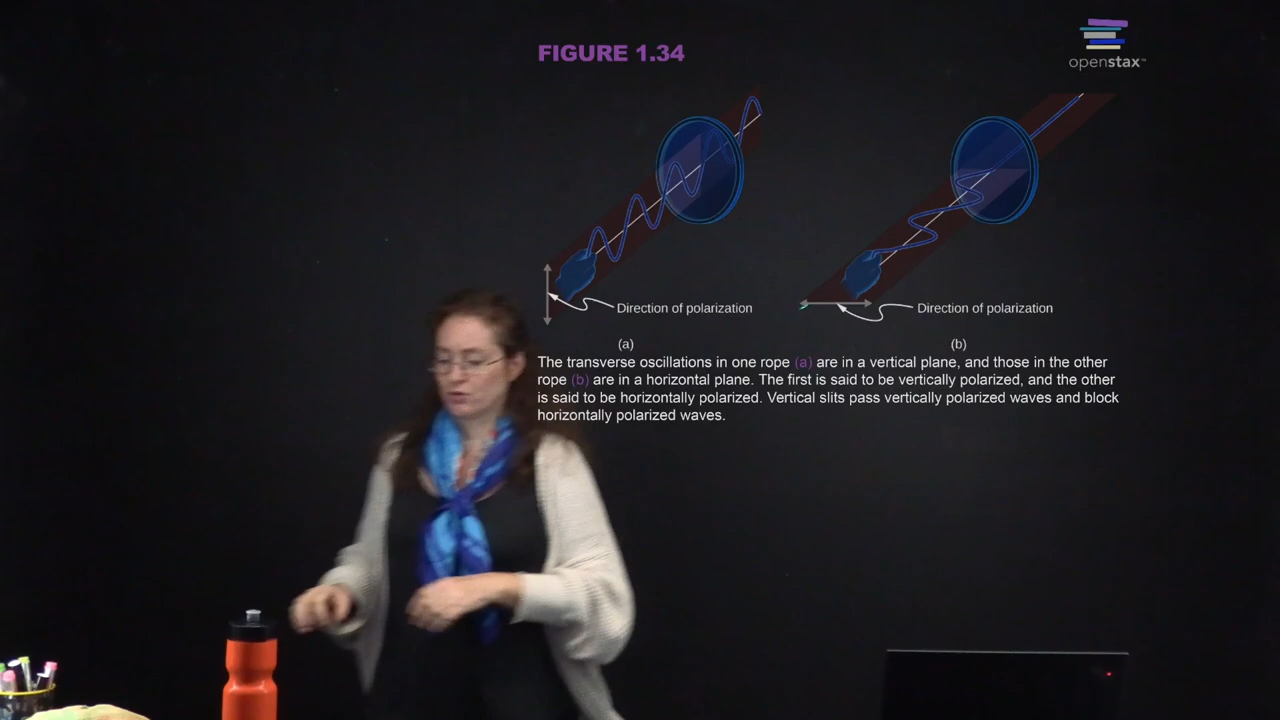 FIGURE 1.34
openstax™
Direction of polarization
Direction of polarization
(a)
(b)
The transverse oscillations in one rope (a) are in a vertical plane, and those in the other
rope (b) are in a horizontal plane. The first is said to be vertically polarized, and the other
is said to be horizontally polarized. Vertical slits pass vertically polarized waves and block
horizontally polarized waves.